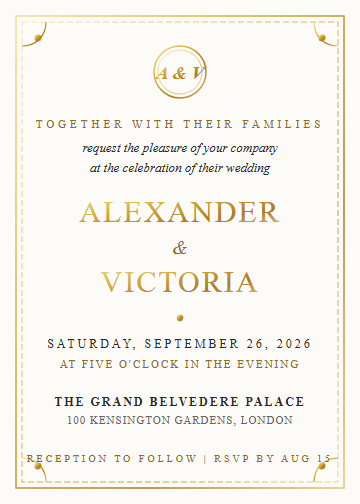 A & V
TOGETHER WITH THEIR FAMILIES
request the pleasure of your company
at the celebration of their wedding
ALEXANDER
&
VICTORIA
SATURDAY, SEPTEMBER 26, 2026
AT FIVE O'CLOCK IN THE EVENING
THE GRAND BELVEDERE PALACE
100 KENSINGTON GARDENS, LONDON
RECEPTION TO FOLLOW | RSVP BY AUG 15